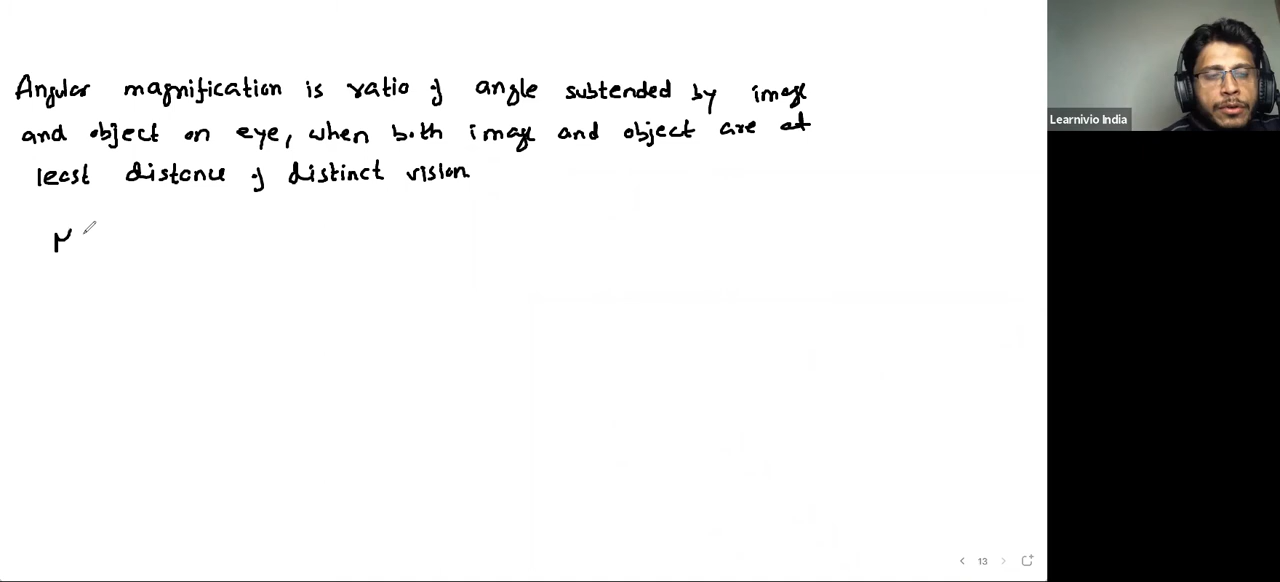 Angular magnification is ratio of angle subtended by image
and object on eye, when both image and object are at
least distance of distinct vision
Learnivio India
13